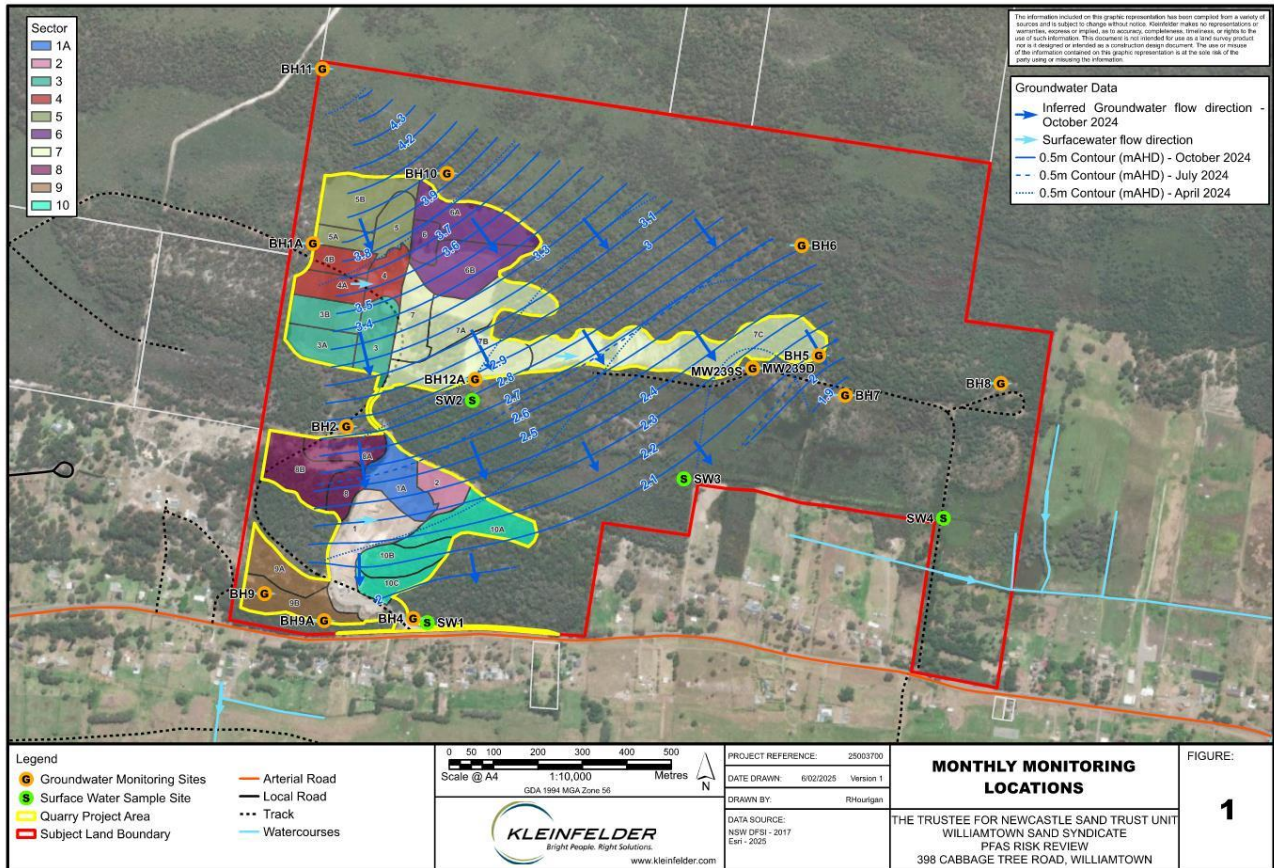 Sector
1A
2
3
4
5
6
7
8
9
10
The information included on this graphic representation has been compiled from a variety of
sources and is subject to change without notice. Kleinfelder makes no representations or
warranties, express or implied, as to accuracy, completeness, timeliness, or rights to the
use of such information. This document is not intended for use as a land survey product
nor is it designed or intended as a construction design document. The use or misuse
of the information contained on this graphic representation is at the sole risk of the
party using or misusing the information.
Groundwater Data
Inferred Groundwater flow direction -
October 2024
Surfacewater flow direction
0.5m Contour (mAHD) - October 2024
0.5m Contour (mAHD) - July 2024
0.5m Contour (mAHD) - April 2024
BH11
4.3
4.2
BH10
5B
3.9
6A
5
6
3.7
3.1
BH1A
5A
3.8
3.6
3.3
3
BH6
4B
4
6B
4A
3.5
3B
3.4
7
3A
3
7A
7B
7C
2.9
BH5
BH12A
2.8
MW239S
MW239D
2
1.9
BH7
BH8
SW2
2.7
2.4
2.6
2.3
BH2
2.5
2.2
8A
8B
2.1
SW3
1A
2
8
SW4
1
10A
10B
9A
10C
BH9
9B
2
BH9A
BH4
SW1
Legend
Groundwater Monitoring Sites
Surface Water Sample Site
Quarry Project Area
Subject Land Boundary
Arterial Road
Local Road
Track
Watercourses
0 50 100 200 300 400 500
Scale @ A4 1:10,000 Metres
GDA 1994 MGA Zone 56
N
KLEINFELDER
Bright People. Right Solutions.
www.kleinfelder.com
PROJECT REFERENCE: 25003700
DATE DRAWN: 6/02/2025 Version 1
DRAWN BY: RHourigan
DATA SOURCE:
NSW DFSI - 2017
Esri - 2025
MONTHLY MONITORING
LOCATIONS
THE TRUSTEE FOR NEWCASTLE SAND TRUST UNIT
WILLIAMTOWN SAND SYNDICATE
PFAS RISK REVIEW
398 CABBAGE TREE ROAD, WILLIAMTOWN
FIGURE:
1